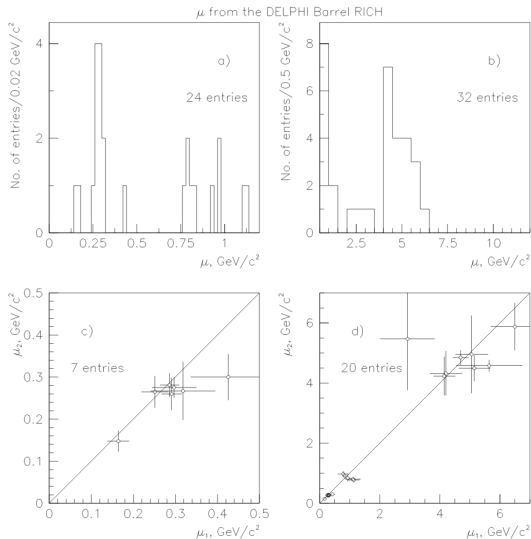 μ from the DELPHI Barrel RICH
No. of entries/0.02 GeV/c²
4
2
0
a)
24 entries
0
0.25
0.5
0.75
1
μ, GeV/c²
No. of entries/0.5 GeV/c²
8
6
4
2
0
b)
32 entries
2.5
5
7.5
10
μ, GeV/c²
μ₂, GeV/c²
0.5
0.4
0.3
0.2
0.1
0
c)
7 entries
0
0.1
0.2
0.3
0.4
0.5
μ₁, GeV/c²
μ₂, GeV/c²
6
4
2
0
d)
20 entries
0
2
4
6
μ₁, GeV/c²